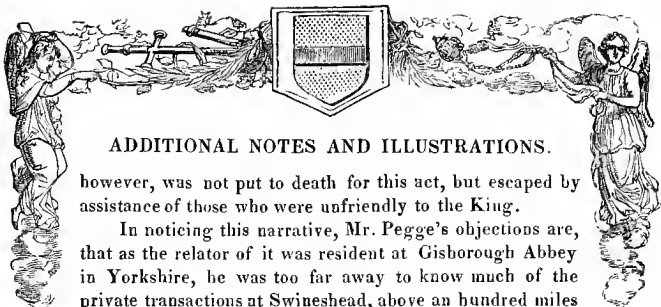 ADDITIONAL NOTES AND ILLUSTRATIONS.
however, was not put to death for this act, but escaped by
assistance of those who were unfriendly to the King.
In noticing this narrative, Mr. Pegge's objections are,
that as the relator of it was resident at Gisborough Abbey
in Yorkshire, he was too far away to know much of the
private transactions at Swineshead, above an hundred miles